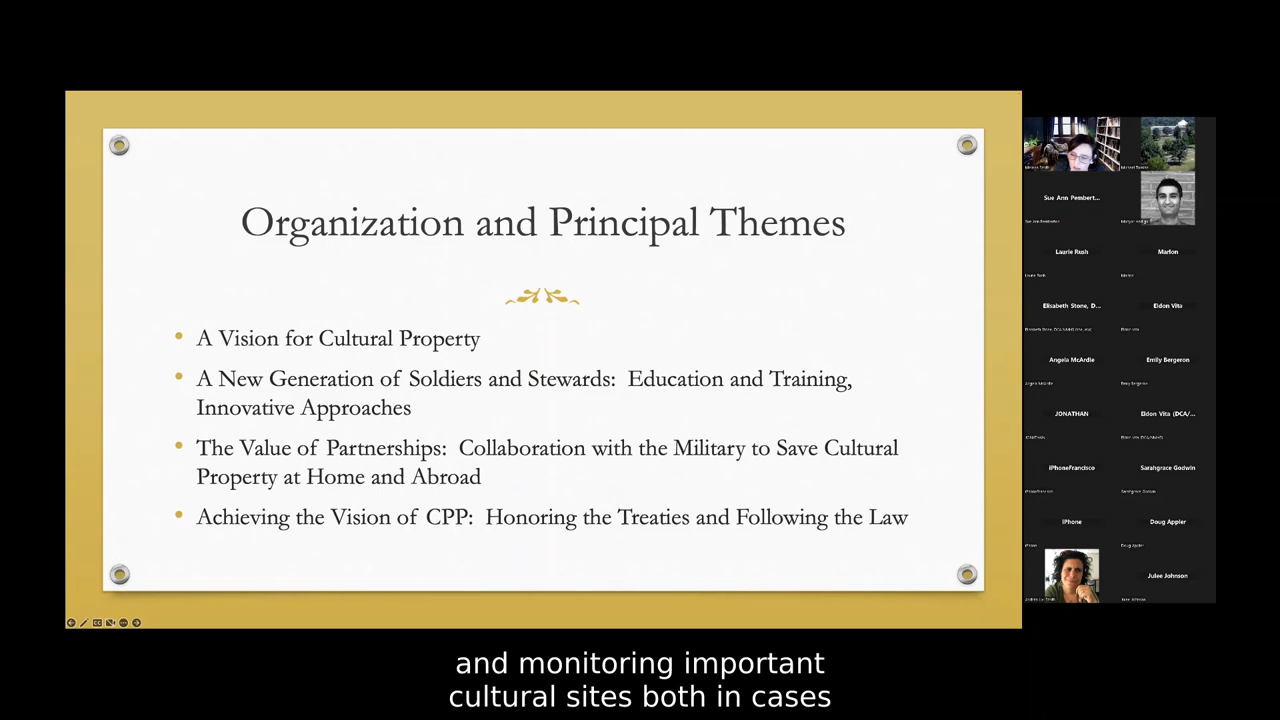 Organization and Principal Themes
A Vision for Cultural Property
A New Generation of Soldiers and Stewards: Education and Training,
Innovative Approaches
The Value of Partnerships: Collaboration with the Military to Save Cultural
Property at Home and Abroad
Achieving the Vision of CPP: Honoring the Treaties and Following the Law
Sue Ann Pembert...
Laurie Rush
Marlon
Elisabeth Stone, D...
Eldon Vita
Angela McArdle
Emily Bergeron
JONATHAN
Eldon Vita (DCA/...
iPhoneFrancisco
Sarahgrace Godwin
iPhone
Doug Appler
Julee Johnson
and monitoring important
cultural sites both in cases